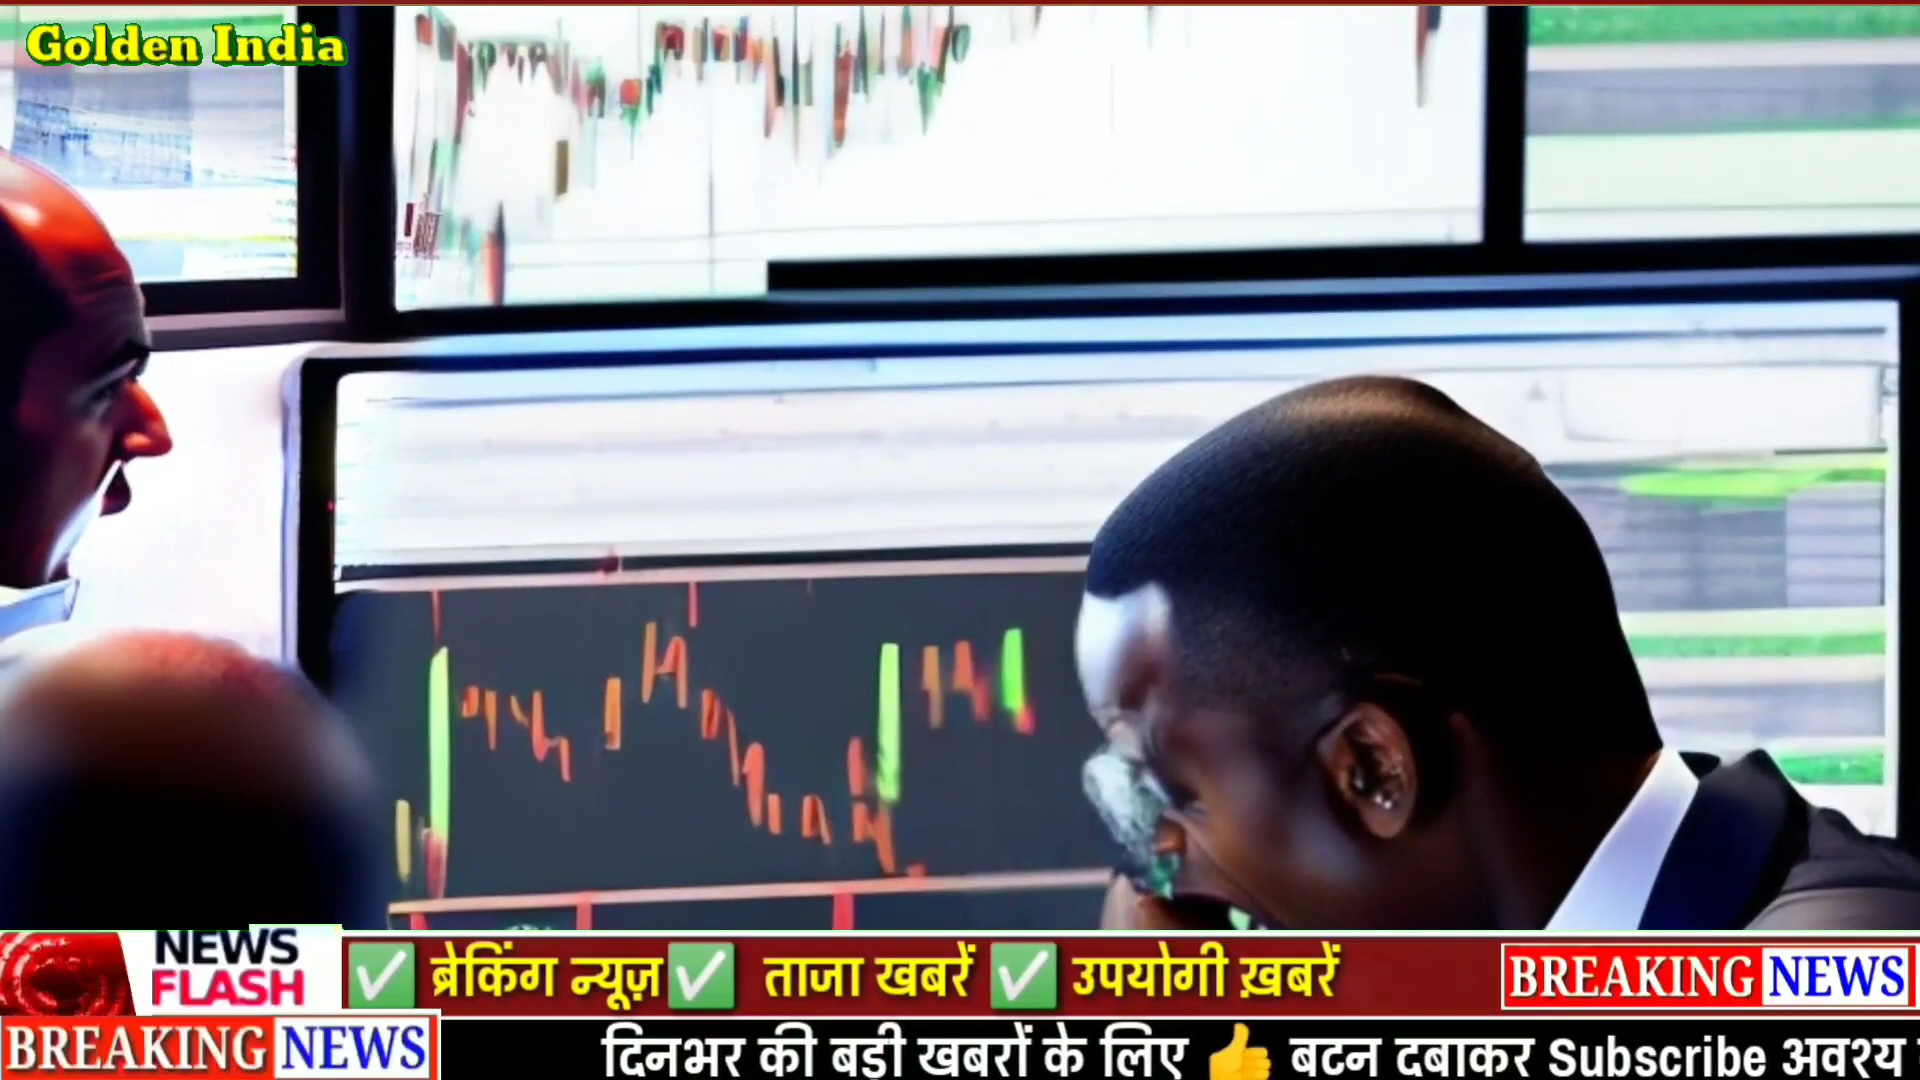 Golden India
NEWS
FLASH
✅ ब्रेकिंग न्यूज़✅ ताजा खबरें ✅ उपयोगी ख़बरें
BREAKING NEWS
BREAKING NEWS
दिनभर की बड़ी खबरों के लिए 👍 बटन दबाकर Subscribe अवश्य